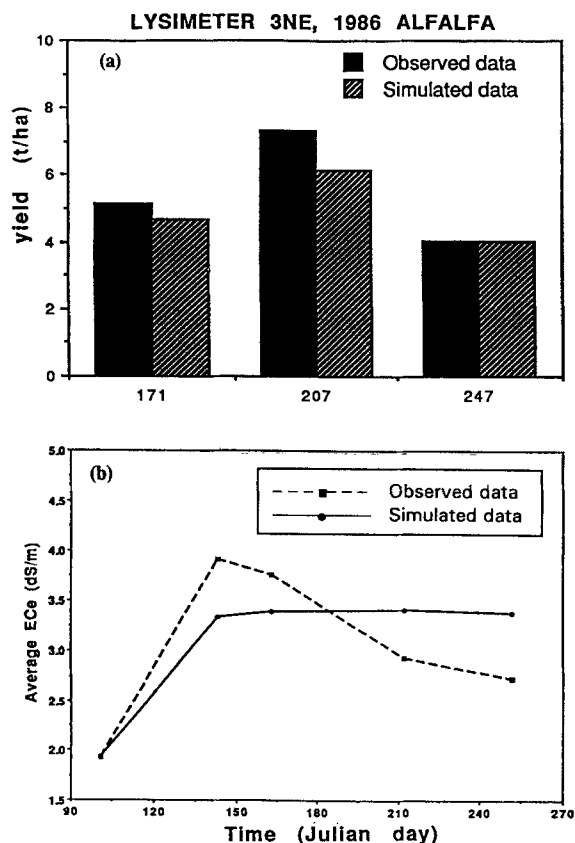 LYSIMETER 3NE, 1986 ALFALFA
(a)
Observed data
Simulated data
yield (t/ha)
10
8
6
4
2
0
171 207 247
(b)
Observed data
Simulated data
Average ECe (dS/m)
5.0
4.5
4.0
3.5
3.0
2.5
2.0
1.5
90 120 150 180 210 240 270
Time (Julian day)